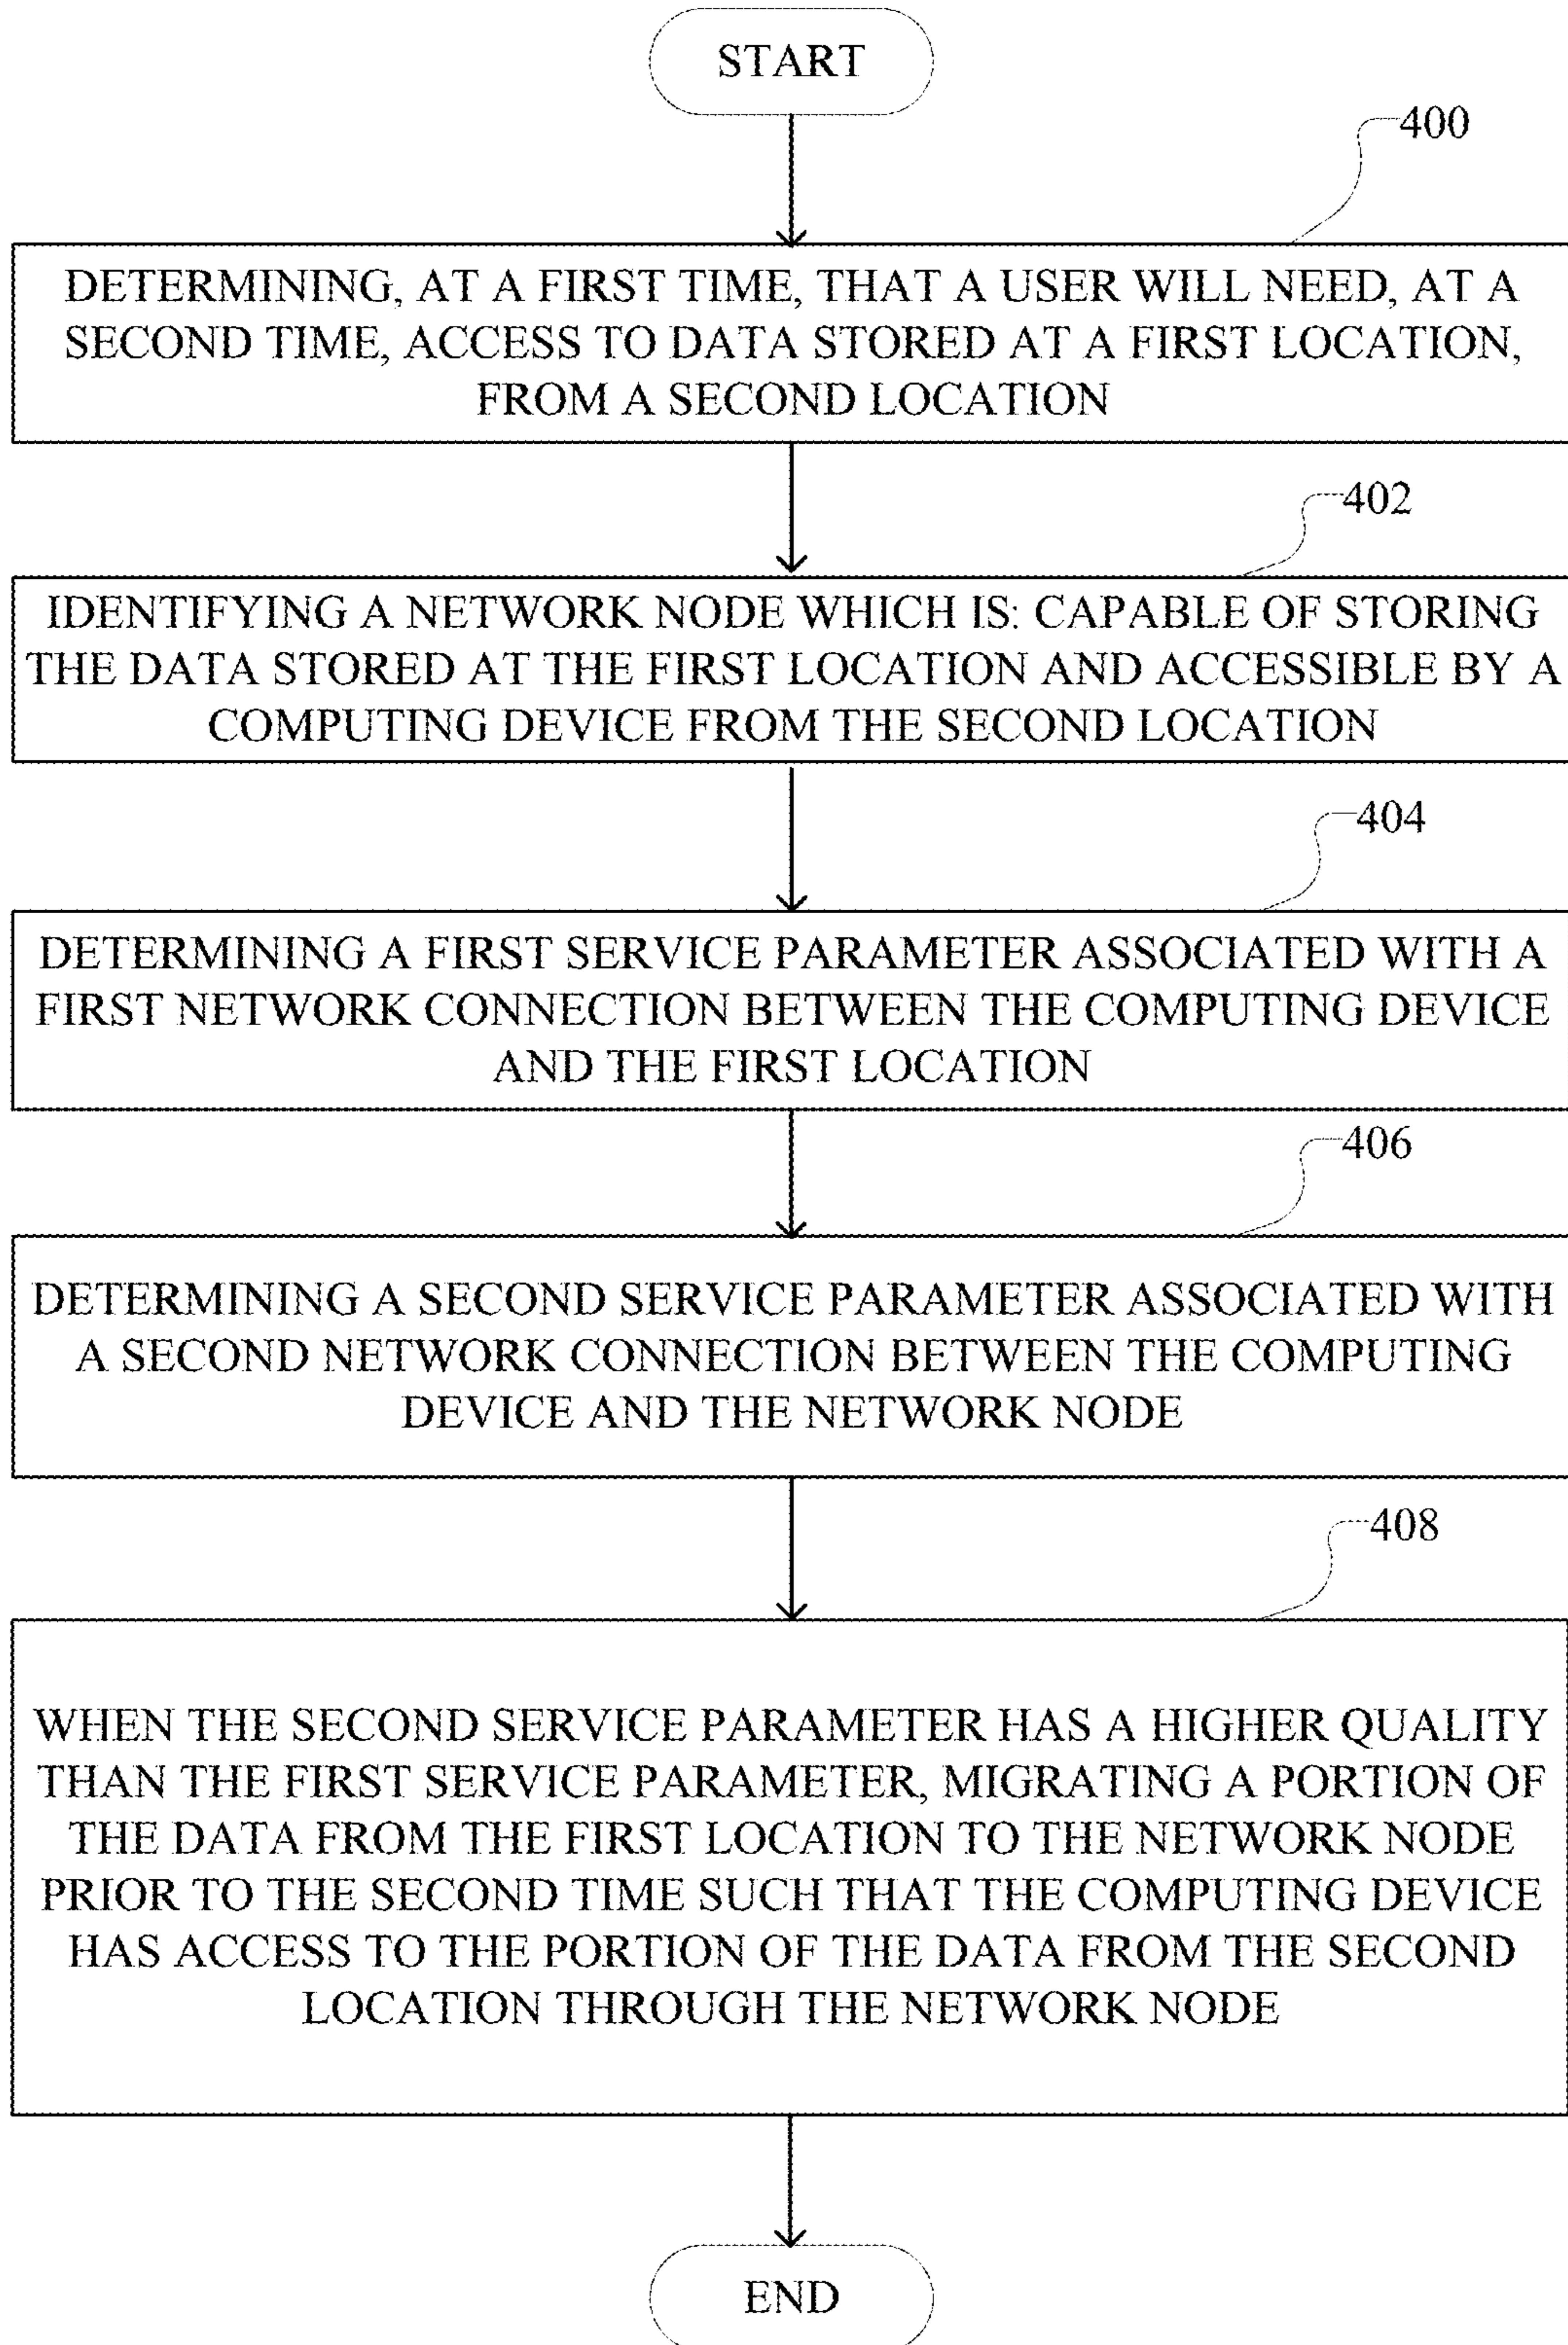 START
400
DETERMINING, AT A FIRST TIME, THAT A USER WILL NEED, AT A
SECOND TIME, ACCESS TO DATA STORED AT A FIRST LOCATION,
FROM A SECOND LOCATION
402
IDENTIFYING A NETWORK NODE WHICH IS: CAPABLE OF STORING
THE DATA STORED AT THE FIRST LOCATION AND ACCESSIBLE BY A
COMPUTING DEVICE FROM THE SECOND LOCATION
404
DETERMINING A FIRST SERVICE PARAMETER ASSOCIATED WITH A
FIRST NETWORK CONNECTION BETWEEN THE COMPUTING DEVICE
AND THE FIRST LOCATION
406
DETERMINING A SECOND SERVICE PARAMETER ASSOCIATED WITH
A SECOND NETWORK CONNECTION BETWEEN THE COMPUTING
DEVICE AND THE NETWORK NODE
408
WHEN THE SECOND SERVICE PARAMETER HAS A HIGHER QUALITY
THAN THE FIRST SERVICE PARAMETER, MIGRATING A PORTION OF
THE DATA FROM THE FIRST LOCATION TO THE NETWORK NODE
PRIOR TO THE SECOND TIME SUCH THAT THE COMPUTING DEVICE
HAS ACCESS TO THE PORTION OF THE DATA FROM THE SECOND
LOCATION THROUGH THE NETWORK NODE
END